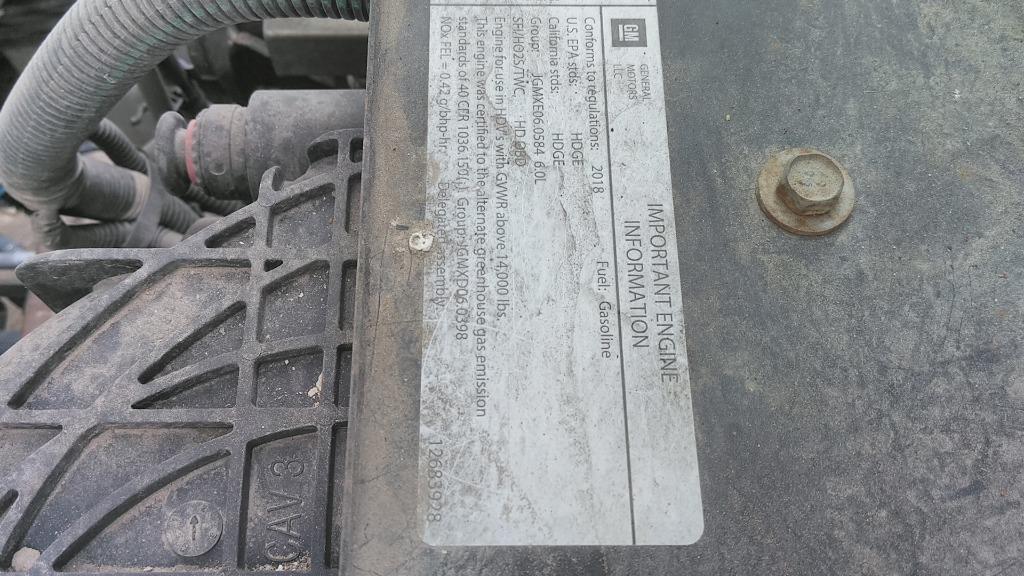 GM
GENERAL
MOTORS
LLC
IMPORTANT ENGINE
INFORMATION
Conforms to regulations: 2018 Fuel: Gasoline
U.S. EPA stds: HDGE
California stds: HDGE
Group: JGMXE06.0584 6.0L
SFI/HO2S/TWC HD OBD
Engine for use in HDV's with GVWR above 14,000 lbs.
This engine was certified to the alternate greenhouse gas emission
standards of 40 CFR 1036.150(j). Group: JGMXD06.0398
NOx FEL = 0.42 g/bhp-hr Delegated assembly
12683928
CAV 3